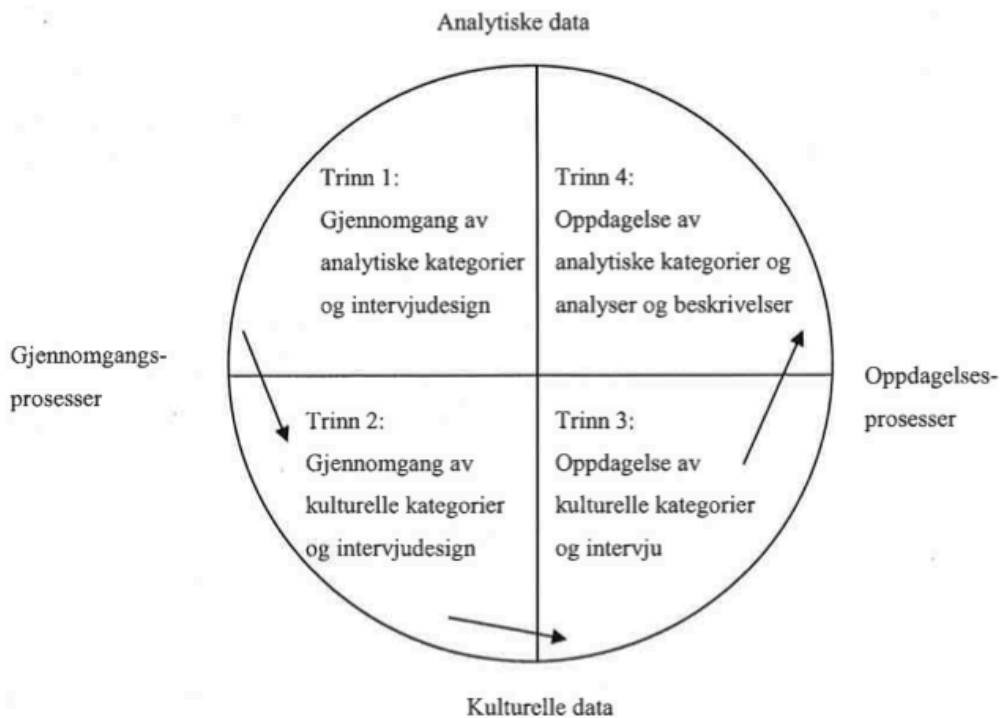 Analytiske data
Trinn 1:
Gjennomgang av
analytiske kategorier
og intervjudesign
Trinn 4:
Oppdagelse av
analytiske kategorier og
analyser og beskrivelser
Gjennomgangs-
prosesser
Oppdagelses-
prosesser
Trinn 2:
Gjennomgang av
kulturelle kategorier
og intervjudesign
Trinn 3:
Oppdagelse av
kulturelle kategorier
og intervju
Kulturelle data